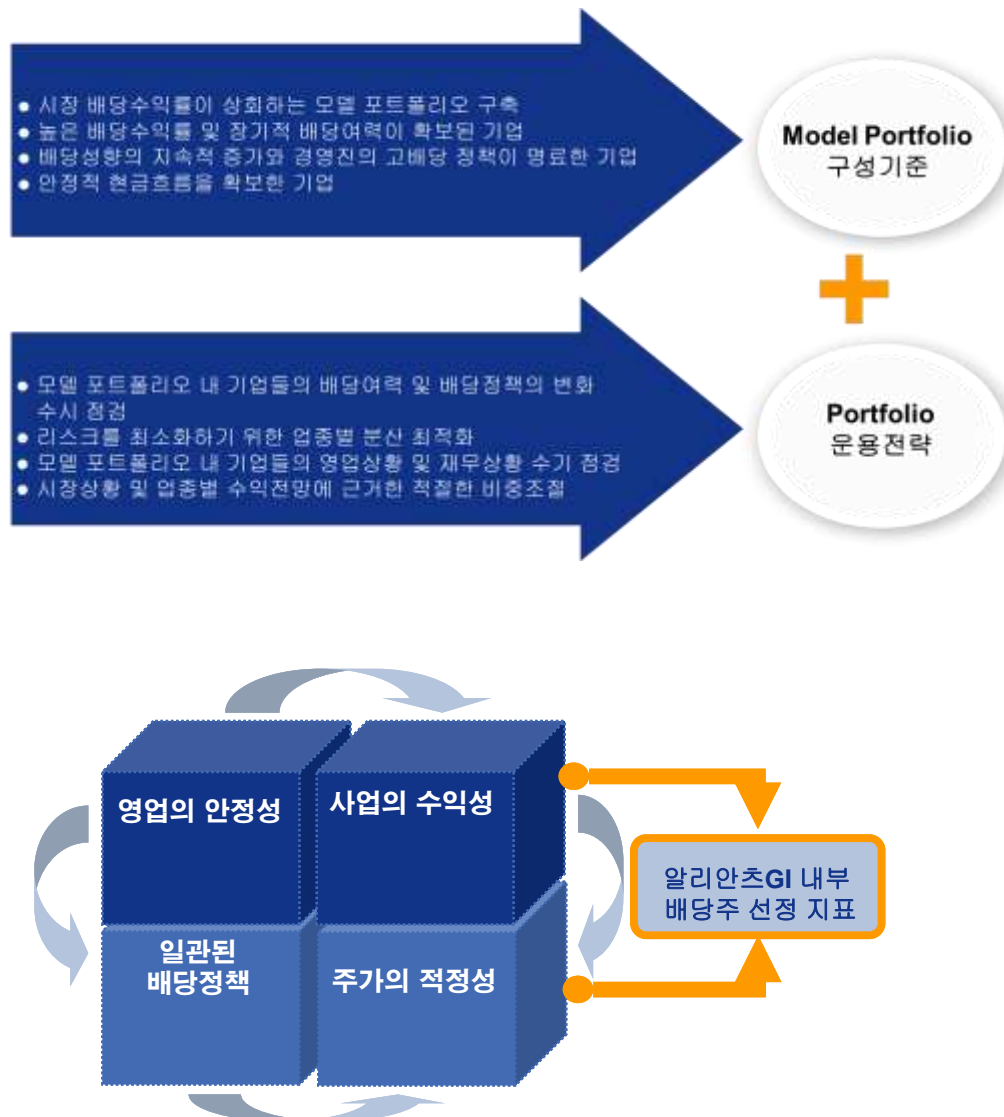 ● 시장 배당수익률이 상회하는 모델 포트폴리오 구축
● 높은 배당수익률 및 장기적 배당여력이 확보된 기업
● 배당성향의 지속적 증가와 경영진의 고배당 정책이 명료한 기업
● 안정적 현금흐름을 확보한 기업
Model Portfolio
구성기준
● 모델 포트폴리오 내 기업들의 배당여력 및 배당정책의 변화
수시 점검
● 리스크를 최소화하기 위한 업종별 분산 최적화
● 모델 포트폴리오 내 기업들의 영업상황 및 재무상황 수기 점검
● 시장상황 및 업종별 수익전망에 근거한 적절한 비중조절
Portfolio
운용전략
영업의 안정성
사업의 수익성
일관된
배당정책
주가의 적정성
알리안츠GI 내부
배당주 선정 지표